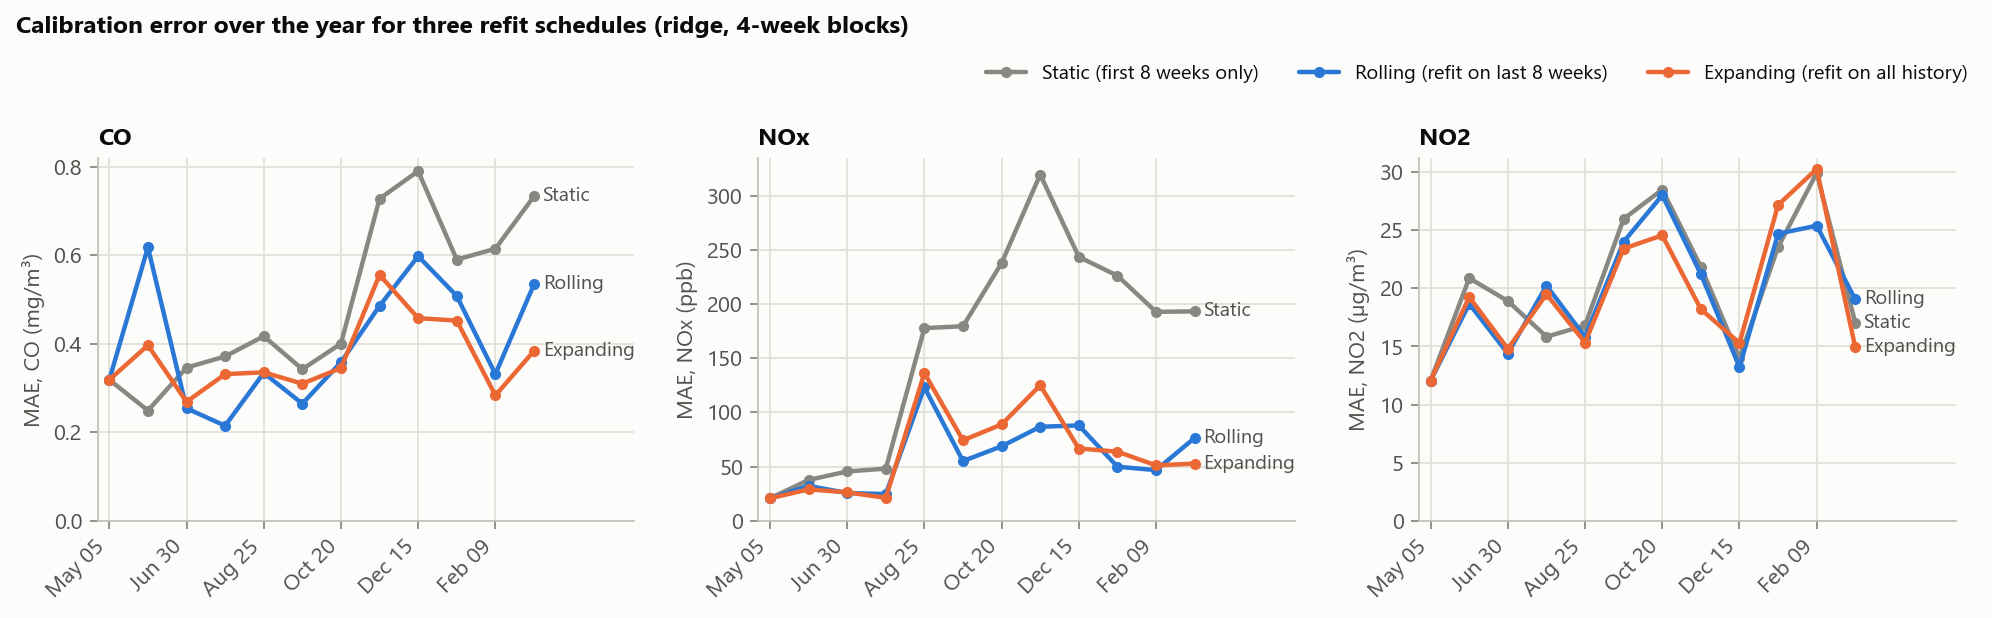 Calibration error over the year for three refit schedules (ridge, 4-week blocks)
Static (first 8 weeks only)
Rolling (refit on last 8 weeks)
Expanding (refit on all history)
CO
MAE, CO (mg/m³)
0.8
0.6
0.4
0.2
0.0
Static
Rolling
Expanding
May 05
Jun 30
Aug 25
Oct 20
Dec 15
Feb 09
NOx
MAE, NOx (ppb)
300
250
200
150
100
50
0
Static
Rolling
Expanding
May 05
Jun 30
Aug 25
Oct 20
Dec 15
Feb 09
NO2
MAE, NO2 (µg/m³)
30
25
20
15
10
5
0
Rolling
Static
Expanding
May 05
Jun 30
Aug 25
Oct 20
Dec 15
Feb 09